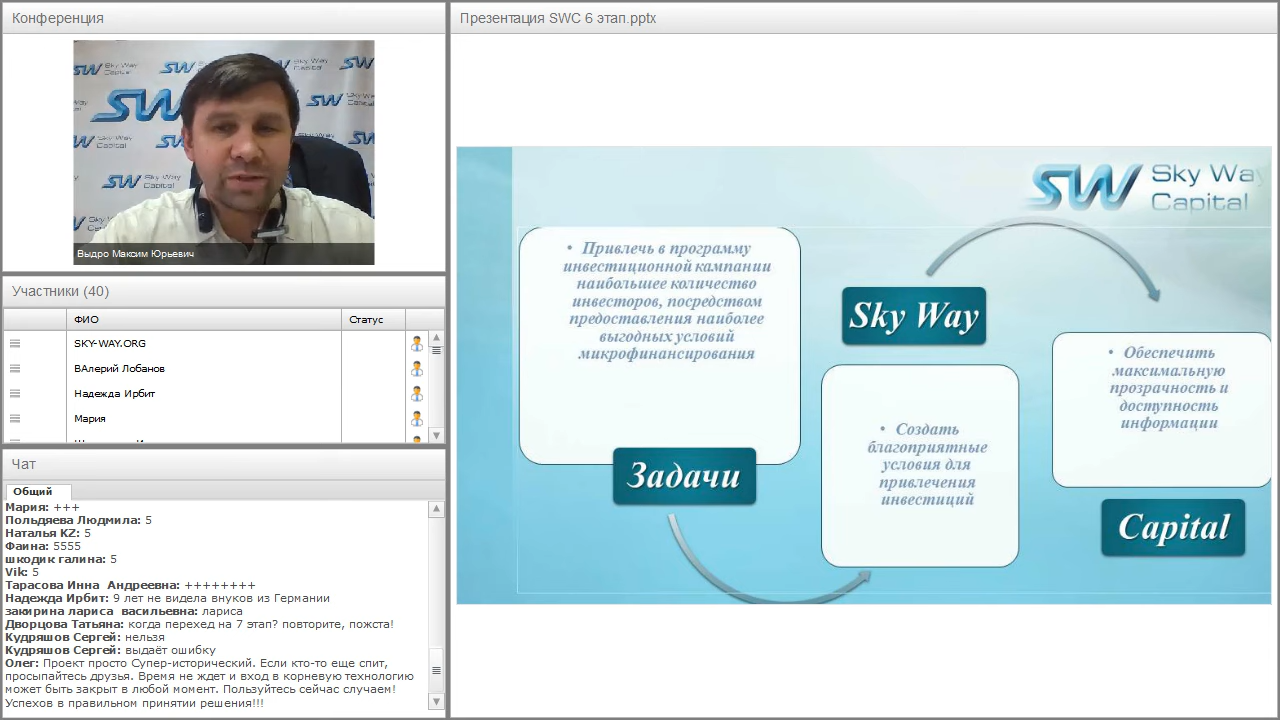 Конференция
SW
Sky Way
Capital
Выдро Максим Юрьевич
Участники (40)
ФИО
Статус
SKY-WAY.ORG
ВАлерий Лобанов
Надежда Ирбит
Мария
Чат
Общий
Мария: +++
Польдяева Людмила: 5
Наталья KZ: 5
Фаина: 5555
шкодик галина: 5
Vik: 5
Тарасова Инна Андреевна: ++++++++
Надежда Ирбит: 9 лет не видела внуков из Германии
закирина лариса васильевна: лариса
Дворцова Татьяна: когда перехед на 7 этап? повторите, пожста!
Кудряшов Сергей: нельзя
Кудряшов Сергей: выдаёт ошибку
Олег: Проект просто Супер-исторический. Если кто-то еще спит,
просыпайтесь друзья. Время не ждет и вход в корневую технологию
может быть закрыт в любой момент. Пользуйтесь сейчас случаем!
Успехов в правильном принятии решения!!!
Презентация SWC 6 этап.pptx
SW Sky Way
Capital
• Привлечь в программу
инвестиционной кампании
наибольшее количество
инвесторов, посредством
предоставления наиболее
выгодных условий
микрофинансирования
Задачи
Sky Way
• Создать
благоприятные
условия для
привлечения
инвестиций
• Обеспечить
максимальную
прозрачность и
доступность
информации
Capital